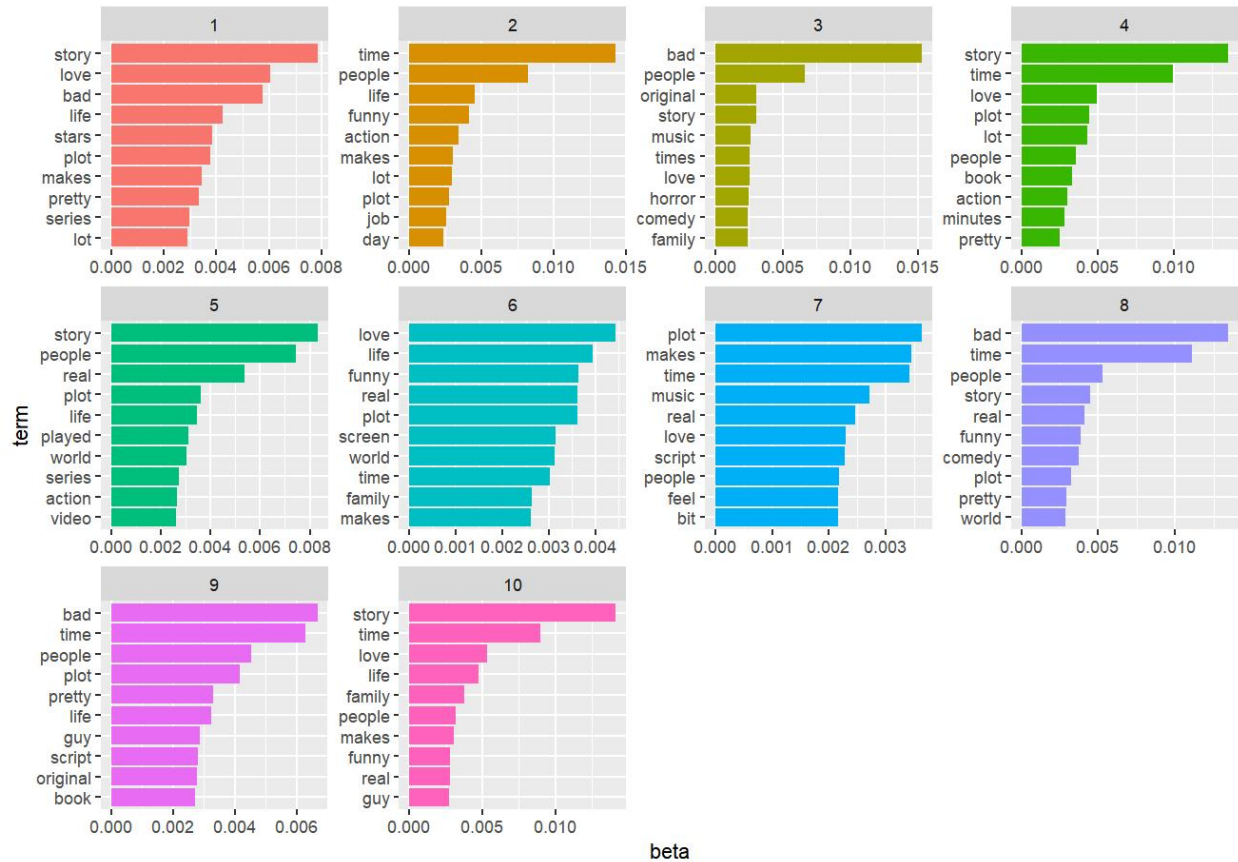 1
story
love
bad
life
stars
plot
makes
pretty
series
lot
0.000 0.002 0.004 0.006 0.008
2
time
people
life
funny
action
makes
lot
plot
job
day
0.000 0.005 0.010 0.015
3
bad
people
original
story
music
times
love
horror
comedy
family
0.000 0.005 0.010 0.015
4
story
time
love
plot
lot
people
book
action
minutes
pretty
0.000 0.005 0.010
5
story
people
real
plot
life
played
world
series
action
video
0.000 0.002 0.004 0.006 0.008
6
love
life
funny
real
plot
screen
world
time
family
makes
0.000 0.001 0.002 0.003 0.004
7
plot
makes
time
music
real
love
script
people
feel
bit
0.000 0.001 0.002 0.003
8
bad
time
people
story
real
funny
comedy
plot
pretty
world
0.000 0.005 0.010
9
bad
time
people
plot
pretty
life
guy
script
original
book
0.000 0.002 0.004 0.006
10
story
time
love
life
family
people
makes
funny
real
guy
0.000 0.005 0.010
term
beta